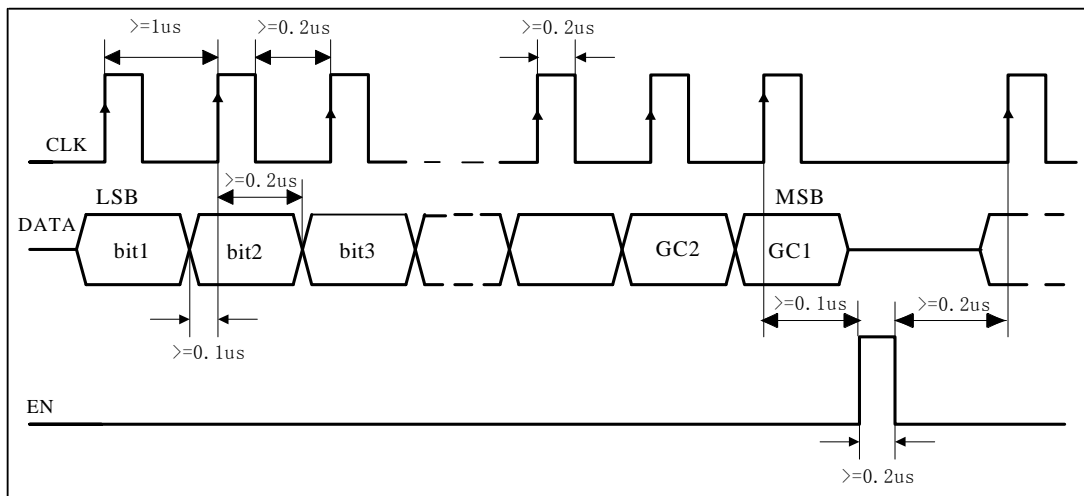 >=1us
>=0.2us
>=0.2us
CLK
>=0.2us
LSB
MSB
DATA
bit1
bit2
bit3
GC2
GC1
>=0.1us
>=0.2us
>=0.1us
EN
>=0.2us